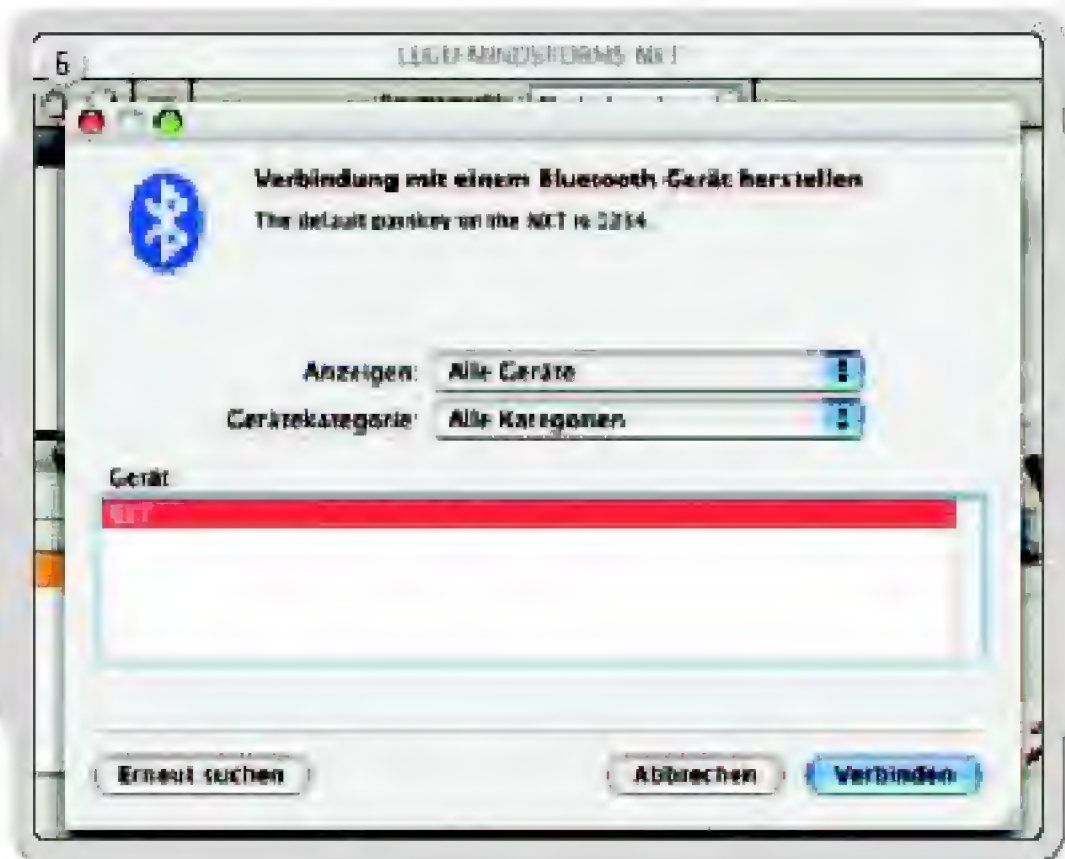 6
LEGO MINDSTORMS NXT
Verbindung mit einem Bluetooth-Gerät herstellen
The default passkey on the NXT is 1234.
Anzeigen: Alle Geräte
Gerätekategorie: Alle Kategorien
Gerät
NXT
Erneut suchen
Abbrechen
Verbinden